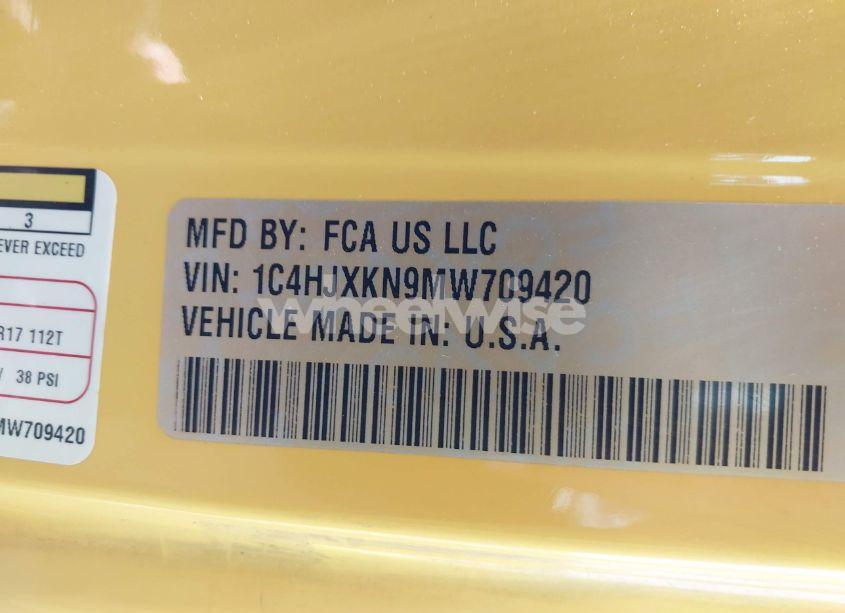 3
EVER EXCEED
R17 112T
/ 38 PSI
MW709420
MFD BY: FCA US LLC
VIN: 1C4HJXKN9MW709420
wheelwise
VEHICLE MADE IN: U.S.A.